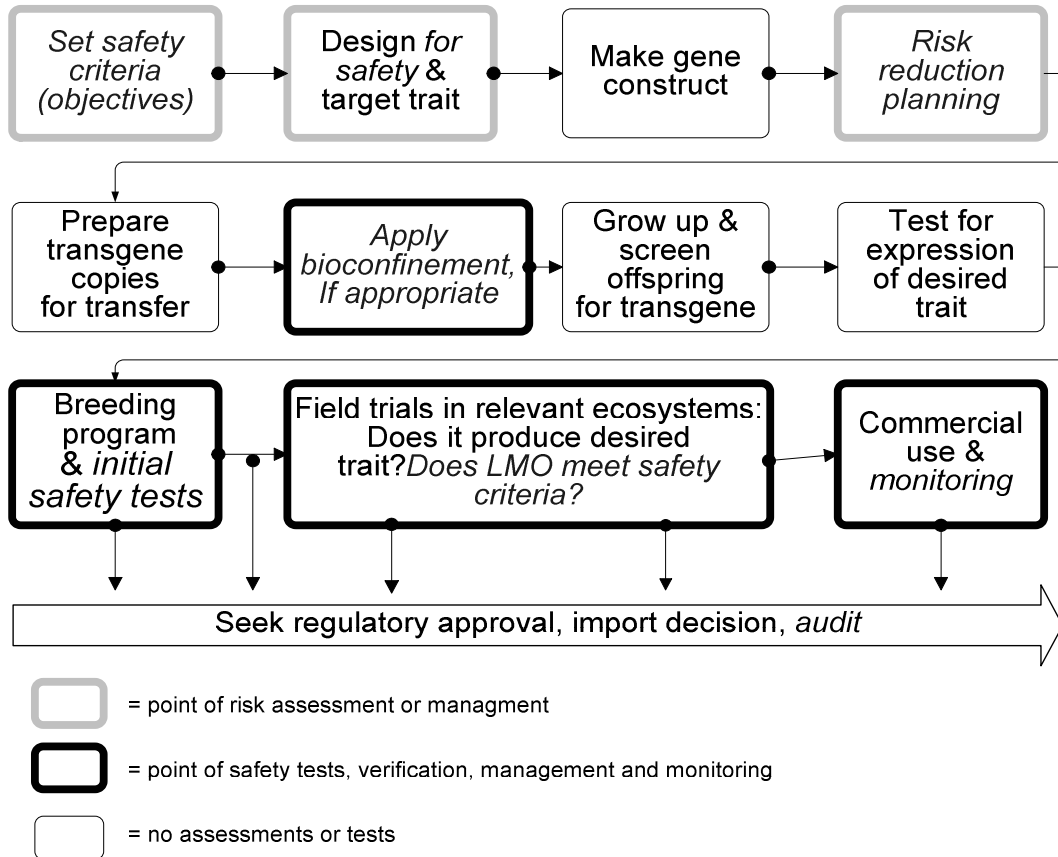 Set safety
criteria
(objectives)
Design for
safety &
target trait
Make gene
construct
Risk
reduction
planning
Prepare
transgene
copies
for transfer
Apply
bioconfinement,
If appropriate
Grow up &
screen
offspring
for transgene
Test for
expression
of desired
trait
Breeding
program
& initial
safety tests
Field trials in relevant ecosystems:
Does it produce desired
trait?Does LMO meet safety
criteria?
Commercial
use &
monitoring
Seek regulatory approval, import decision, audit
= point of risk assessment or managment
= point of safety tests, verification, management and monitoring
= no assessments or tests